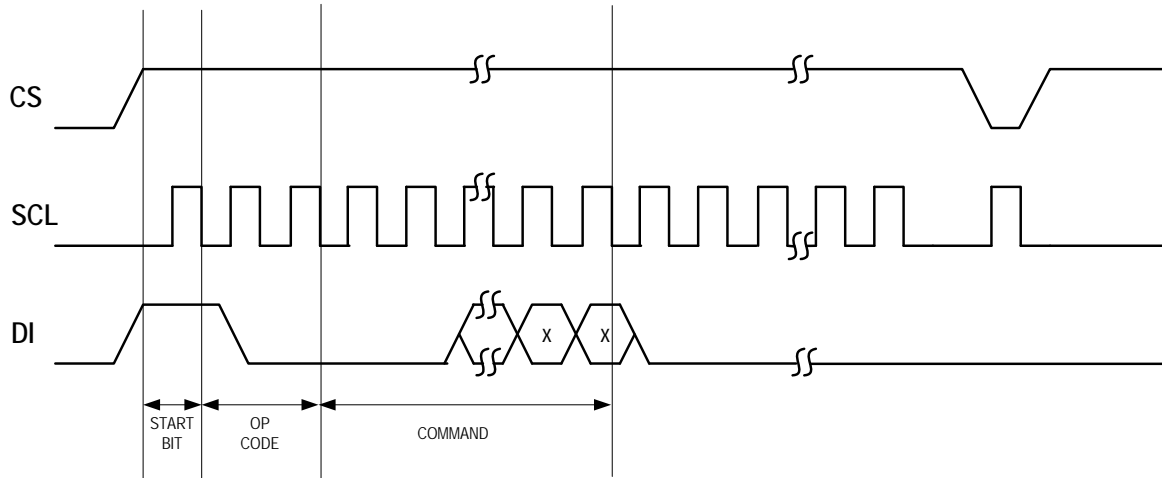 CS
SCL
DI
X X
START
BIT
OP
CODE
COMMAND